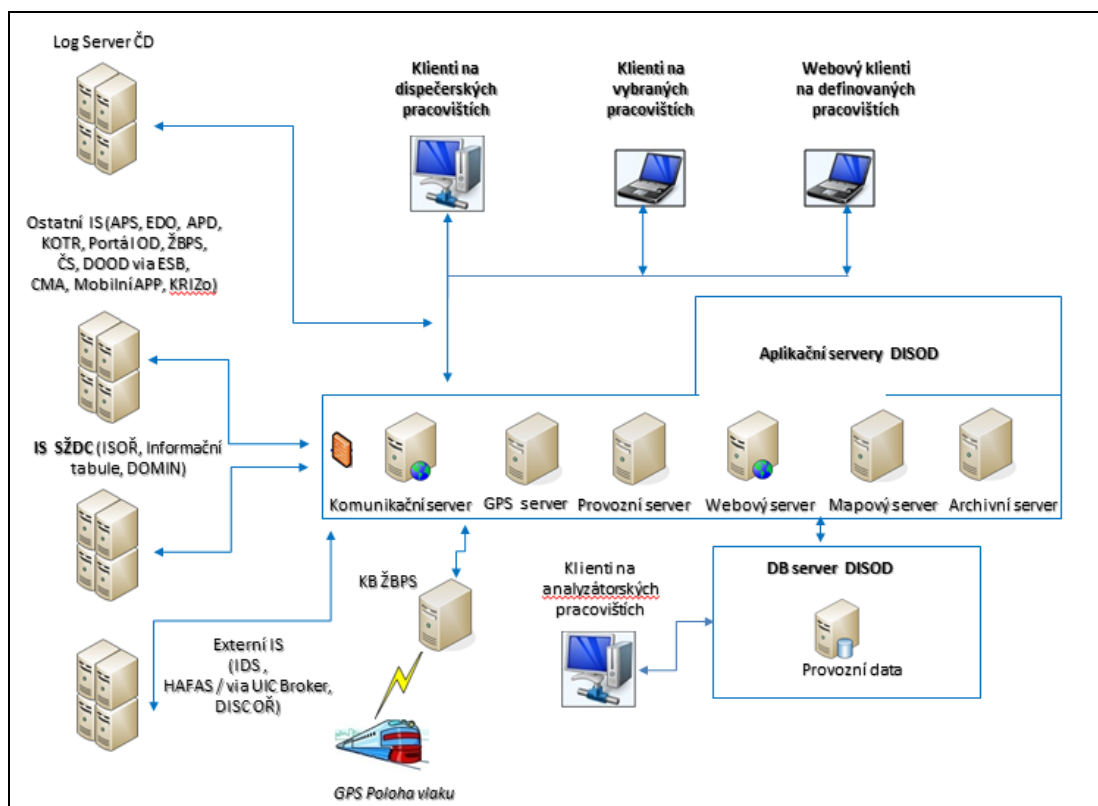 Log Server ČD
Klienti na
dispečerských
pracovištích
Klienti na
vybraných
pracovištích
Webový klienti
na definovaných
pracovištích
Ostatní IS (APS, EDO, APD,
KOTR, Portál OD, ŽBPS,
ČS, DOOD via ESB,
CMA, Mobilní APP, KRIZo)
Aplikační servery DISOD
IS SŽDC (ISOŘ, Informační
tabule, DOMIN)
Komunikační server
GPS server
Provozní server
Webový server
Mapový server
Archivní server
KB ŽBPS
Klienti na
analyzátorských
pracovištích
DB server DISOD
Provozní data
Externí IS
(IDS,
HAFAS / via UIC Broker,
DISC OŘ)
GPS Poloha vlaku